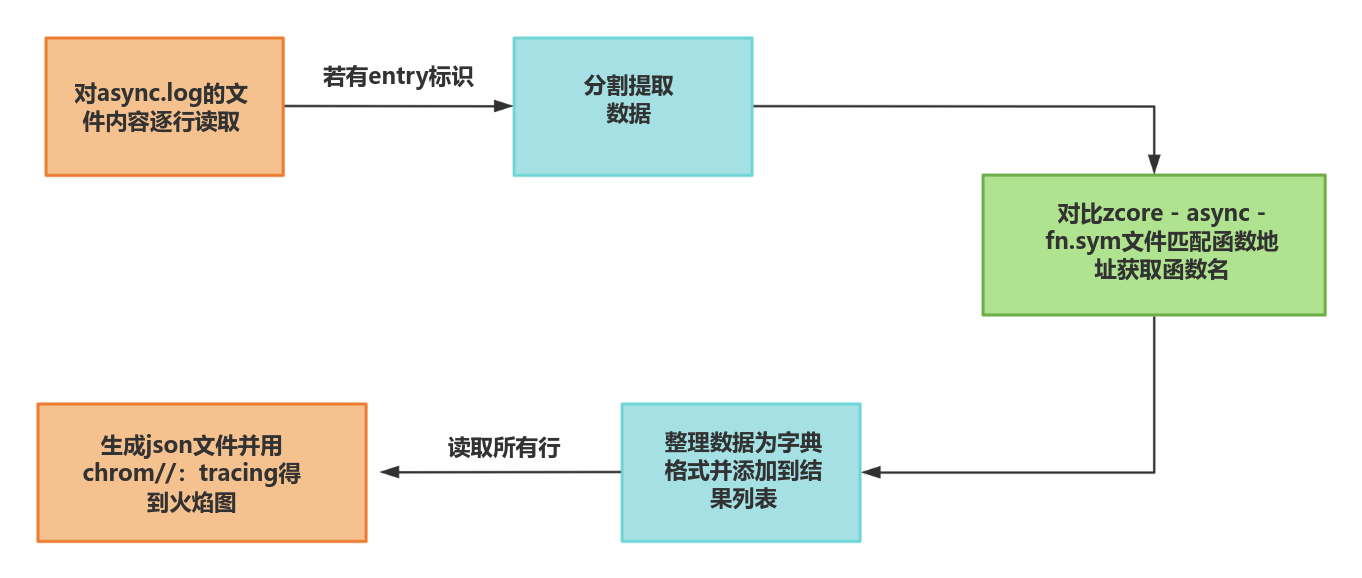 对async.log的文
件内容逐行读取
若有entry标识
分割提取
数据
对比zcore - async -
fn.sym文件匹配函数地
址获取函数名
整理数据为字典
格式并添加到结
果列表
读取所有行
生成json文件并用
chrom//：tracing得
到火焰图